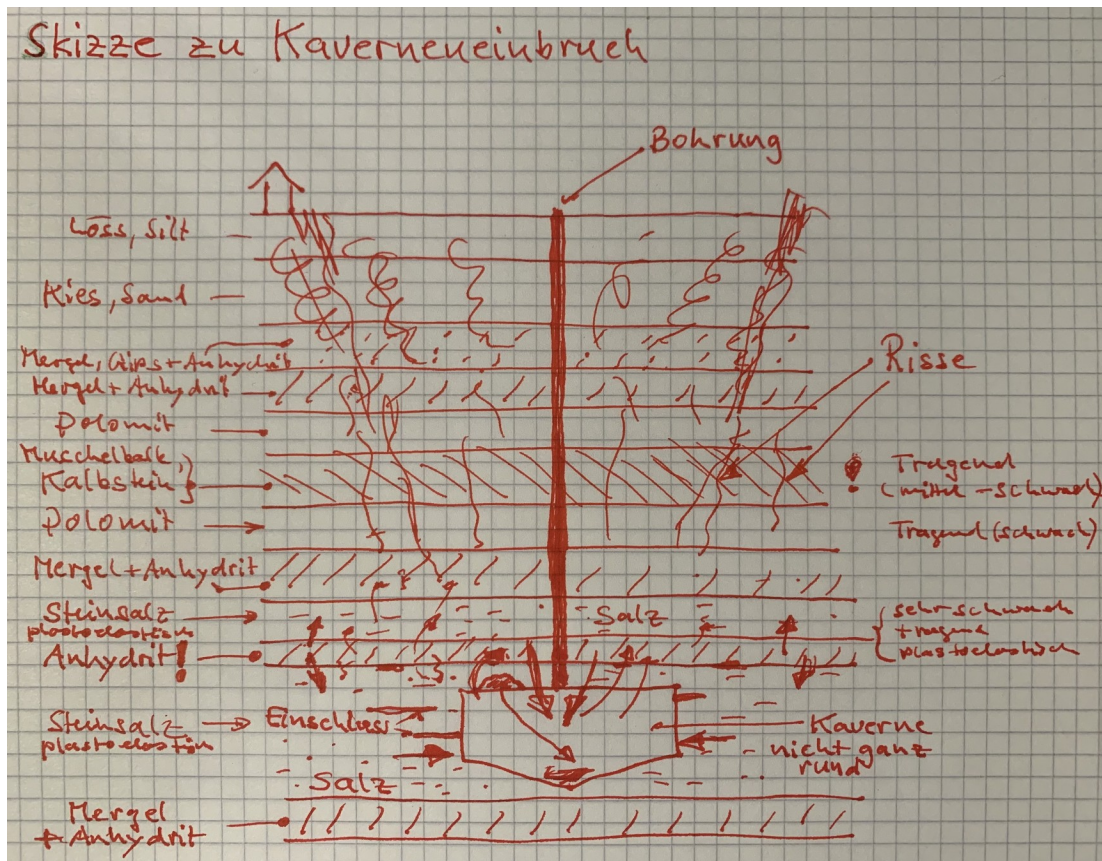 Skizze zu Kaverneneinbruch
Bohrung
Löss, Silt
Kies, Sand
Mergel, Gips + Anhydrit
Mergel + Anhydrit
Risse
Dolomit
Muschelkalk,
Kalkstein
! Tragend
(mittel - schwach)
Dolomit
Tragend (schwach)
Mergel + Anhydrit
Steinsalz
plastoelastisch
Salz
sehr schwach
tragend
plastoelastisch
Anhydrit!
Steinsalz
plastoelastisch
Einschluss
Kaverne
nicht ganz
rund
Salz
Mergel
+ Anhydrit